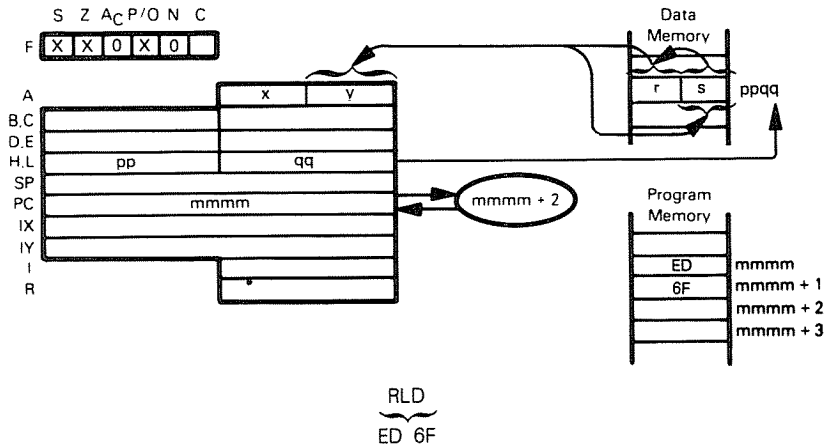 S Z AC P/O N C
F X X 0 X 0
Data
Memory
A x y
r s ppqq
B,C
D,E
H,L pp qq
SP
PC mmmm
mmmm + 2
IX
IY
I
R
Program
Memory
ED mmmm
6F mmmm + 1
mmmm + 2
mmmm + 3
RLD
ED 6F